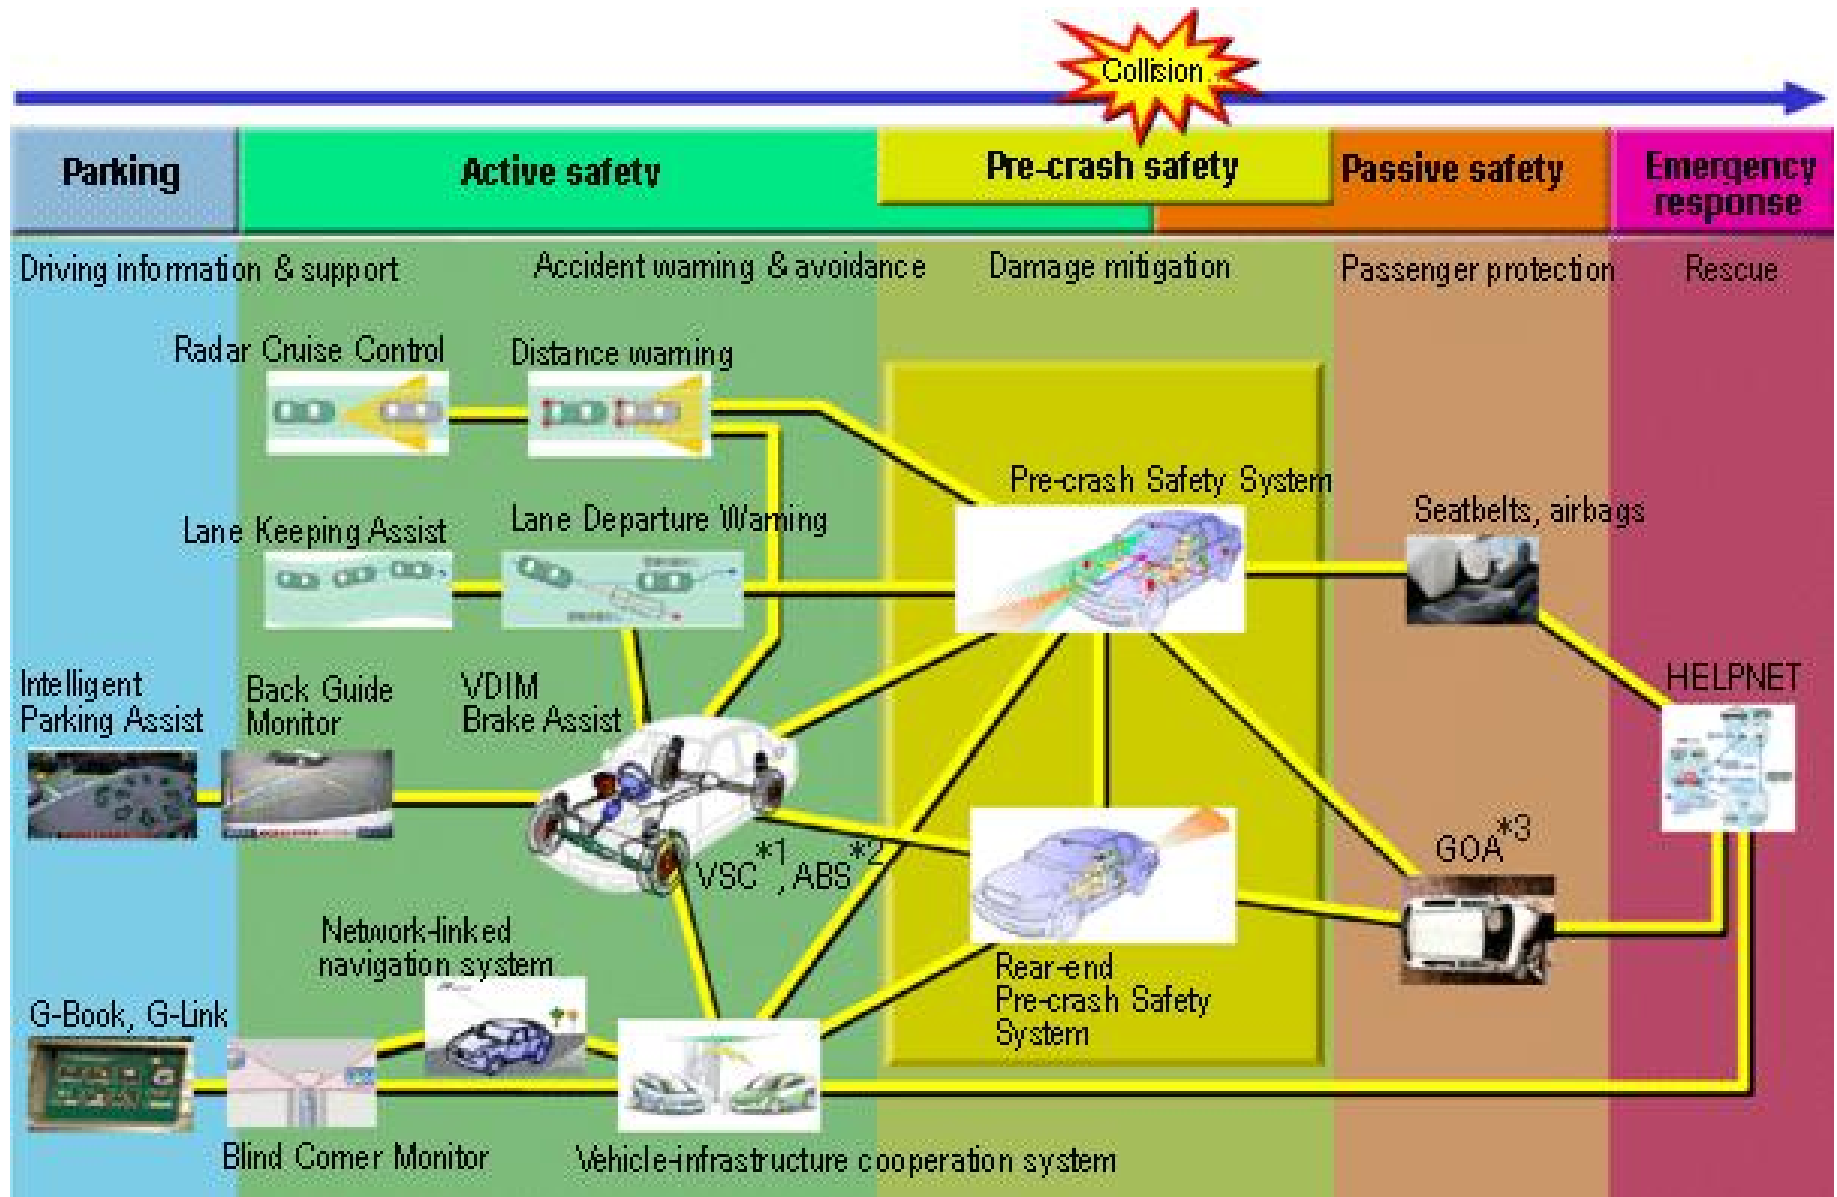 Collision
Parking
Active safety
Pre-crash safety
Passive safety
Emergency
response
Driving information & support
Accident warning & avoidance
Damage mitigation
Passenger protection
Rescue
Radar Cruise Control
Distance warning
Pre-crash Safety System
Lane Keeping Assist
Lane Departure Warning
Seatbelts, airbags
Intelligent
Parking Assist
Back Guide
Monitor
VDIM
Brake Assist
HELPNET
VSC*1, ABS*2
GOA*3
Network-linked
navigation system
Rear-end
Pre-crash Safety
System
G-Book, G-Link
Blind Corner Monitor
Vehicle-infrastructure cooperation system